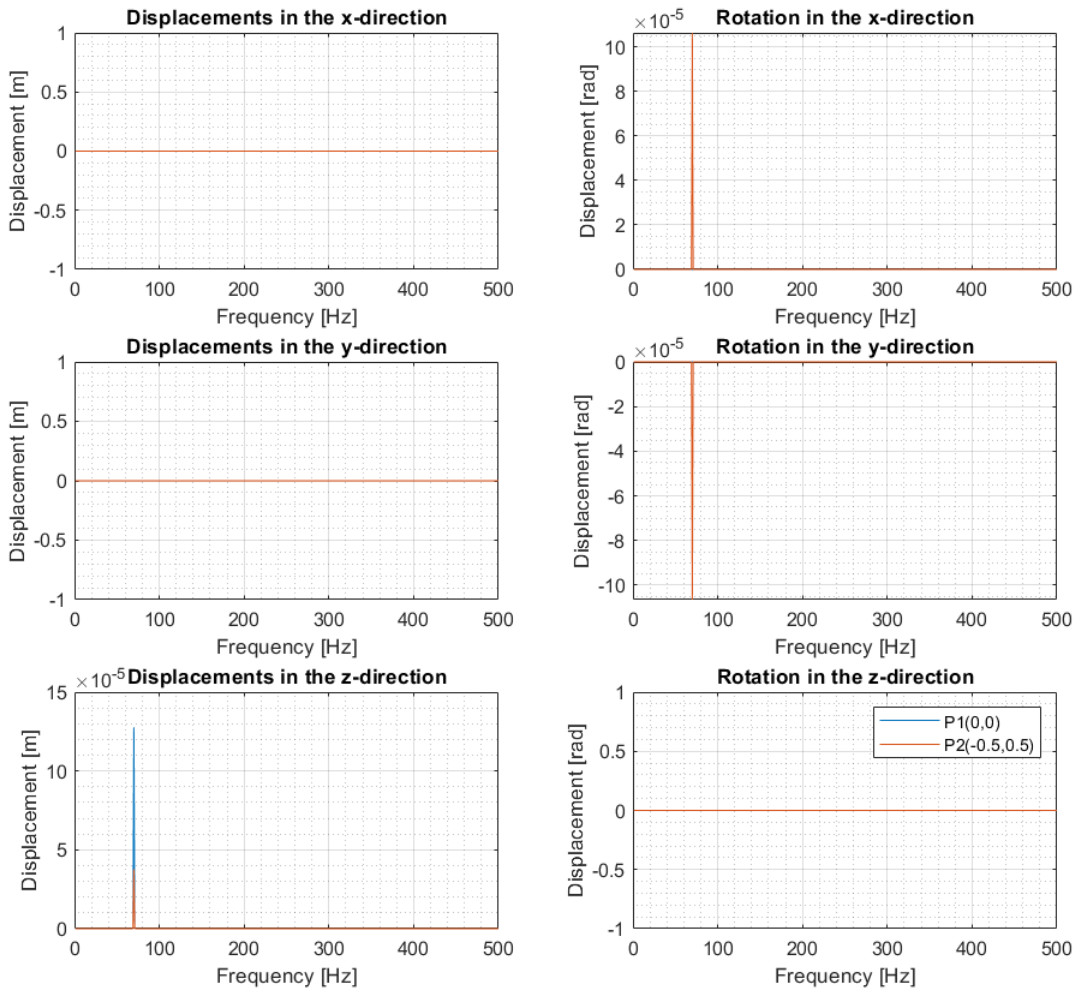 Displacements in the x-direction
1
0.5
0
-0.5
-1
Displacement [m]
0 100 200 300 400 500
Frequency [Hz]
Rotation in the x-direction
×10-5
10
8
6
4
2
0
Displacement [rad]
0 100 200 300 400 500
Frequency [Hz]
Displacements in the y-direction
1
0.5
0
-0.5
-1
Displacement [m]
0 100 200 300 400 500
Frequency [Hz]
Rotation in the y-direction
×10-5
0
-2
-4
-6
-8
-10
Displacement [rad]
0 100 200 300 400 500
Frequency [Hz]
Displacements in the z-direction
×10-5
15
10
5
0
Displacement [m]
0 100 200 300 400 500
Frequency [Hz]
Rotation in the z-direction
1
0.5
0
-0.5
-1
Displacement [rad]
P1(0,0)
P2(-0.5,0.5)
0 100 200 300 400 500
Frequency [Hz]